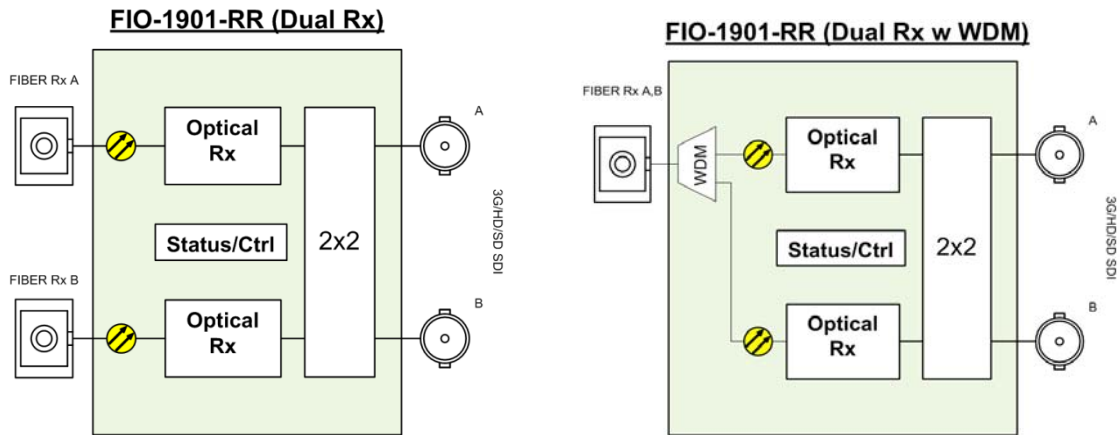 FIO-1901-RR (Dual Rx)
FIBER Rx A
Optical
Rx
A
Status/Ctrl
2x2
3G/HD/SD SDI
FIBER Rx B
Optical
Rx
B
FIO-1901-RR (Dual Rx w WDM)
FIBER Rx A,B
WDM
Optical
Rx
A
Status/Ctrl
2x2
3G/HD/SD SDI
Optical
Rx
B